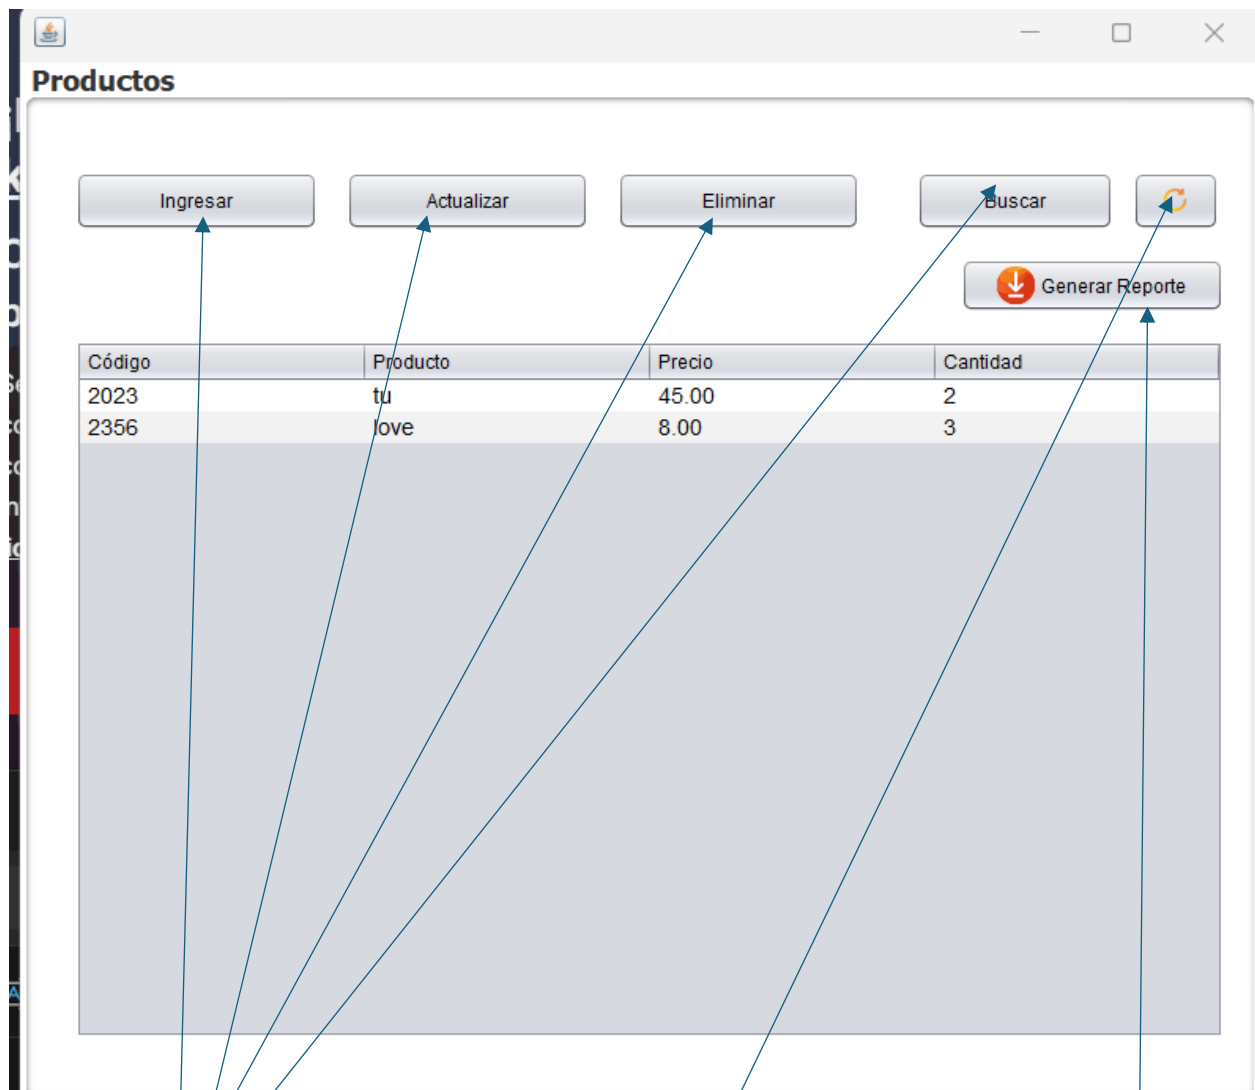 Productos
Ingresar Actualizar Eliminar Buscar
Generar Reporte
Código Producto Precio Cantidad
2023 tu 45.00 2
2356 love 8.00 3